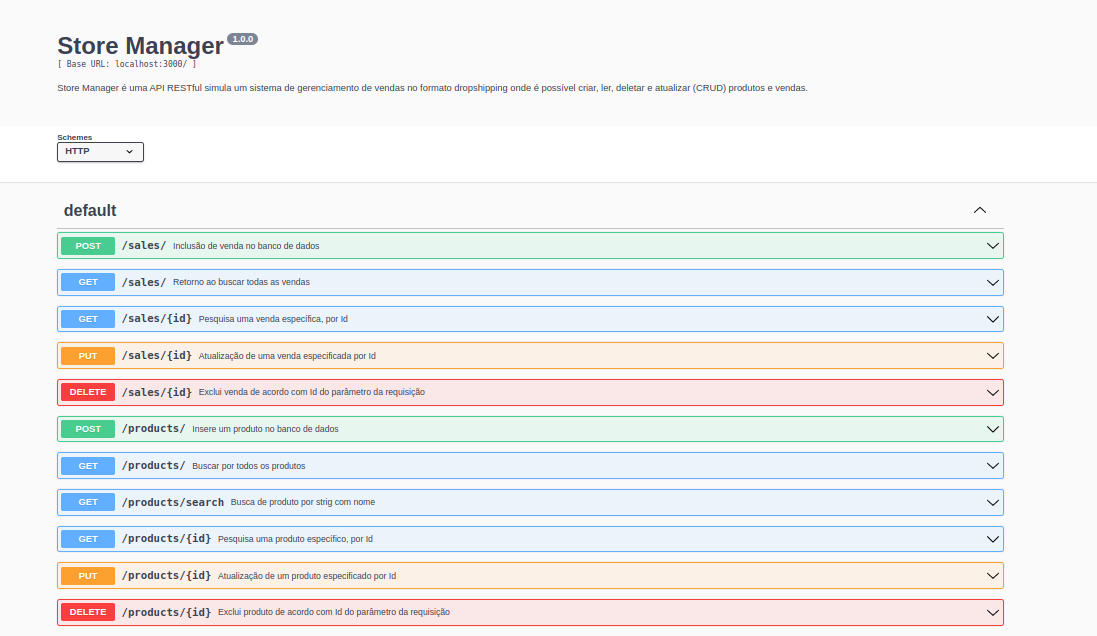 Store Manager 1.0.0
[ Base URL: localhost:3000/ ]
Store Manager é uma API RESTful simula um sistema de gerenciamento de vendas no formato dropshipping onde é possível criar, ler, deletar e atualizar (CRUD) produtos e vendas.
Schemes
HTTP
default
POST /sales/ Inclusão de venda no banco de dados
GET /sales/ Retorno ao buscar todas as vendas
GET /sales/{id} Pesquisa uma venda específica, por Id
PUT /sales/{id} Atualização de uma venda especificada por Id
DELETE /sales/{id} Exclui venda de acordo com Id do parâmetro da requisição
POST /products/ Insere um produto no banco de dados
GET /products/ Buscar por todos os produtos
GET /products/search Busca de produto por strig com nome
GET /products/{id} Pesquisa uma produto específico, por Id
PUT /products/{id} Atualização de um produto especificado por Id
DELETE /products/{id} Exclui produto de acordo com Id do parâmetro da requisição